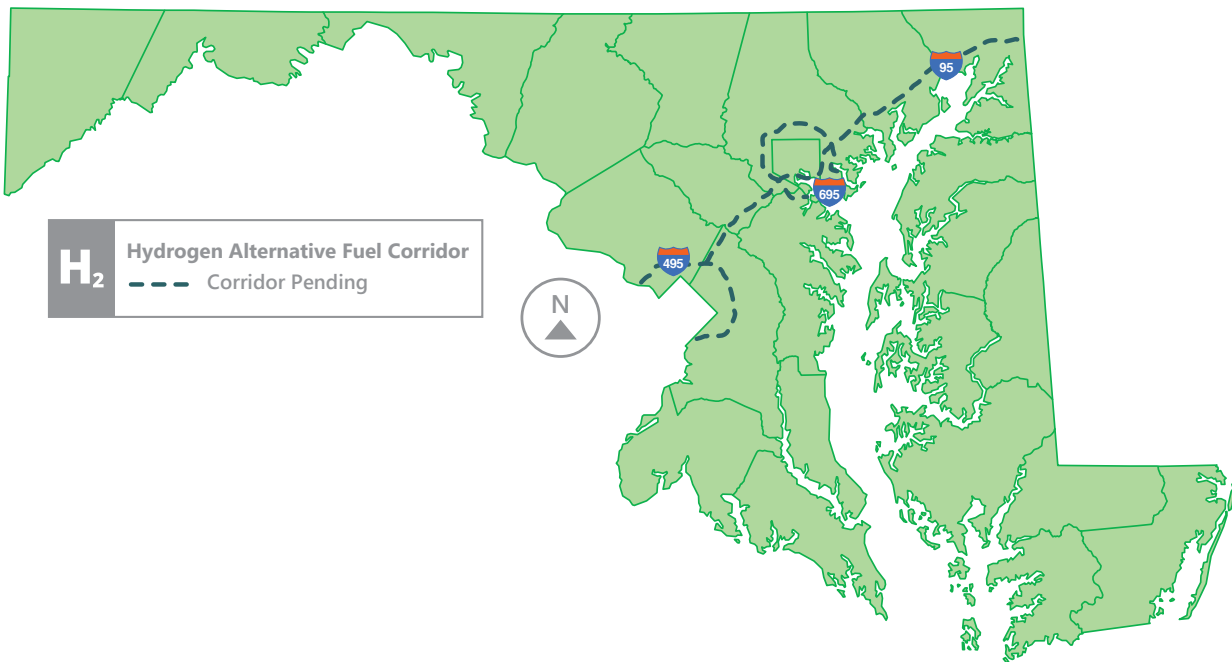 95
695
H₂
Hydrogen Alternative Fuel Corridor
Corridor Pending
495
N